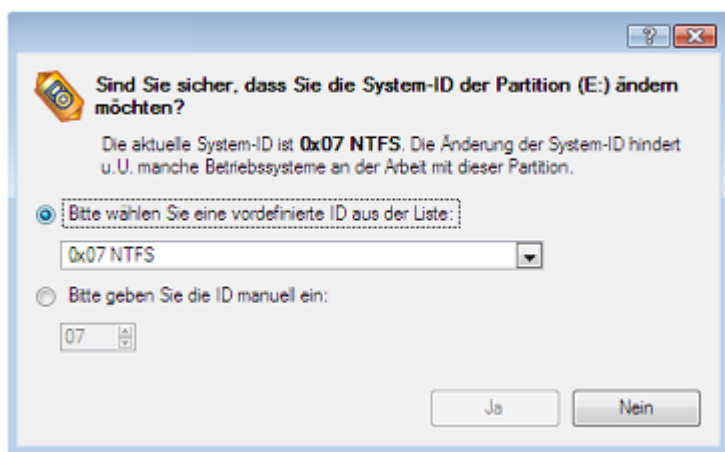 Sind Sie sicher, dass Sie die System-ID der Partition (E:) ändern
möchten?
Die aktuelle System-ID ist 0x07 NTFS. Die Änderung der System-ID hindert
u.U. manche Betriebssysteme an der Arbeit mit dieser Partition.
Bitte wählen Sie eine vordefinierte ID aus der Liste:
0x07 NTFS
Bitte geben Sie die ID manuell ein:
07
Ja Nein